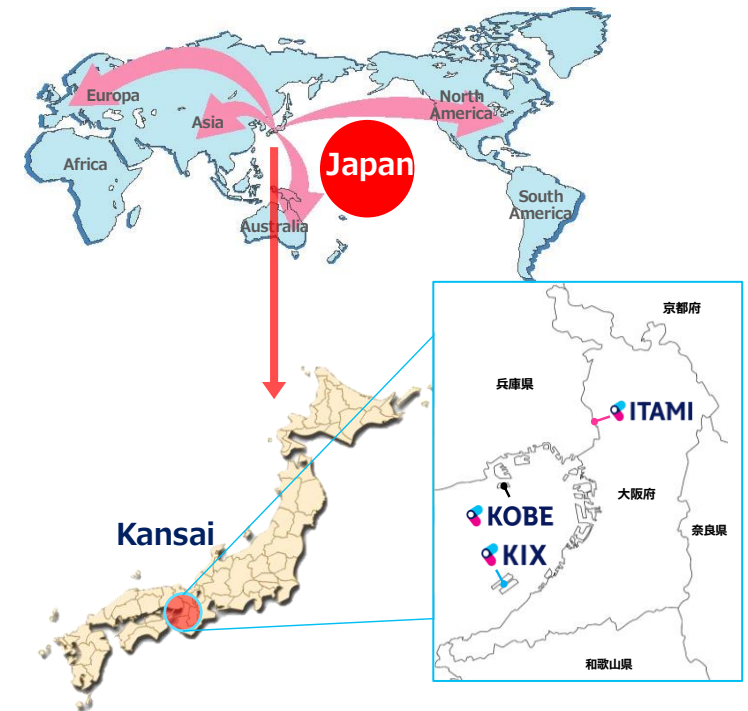 Europa
Asia
North
America
Africa
Japan
South
America
Australia
京都府
兵庫県
ITAMI
大阪府
KOBE
奈良県
Kansai
KIX
和歌山県